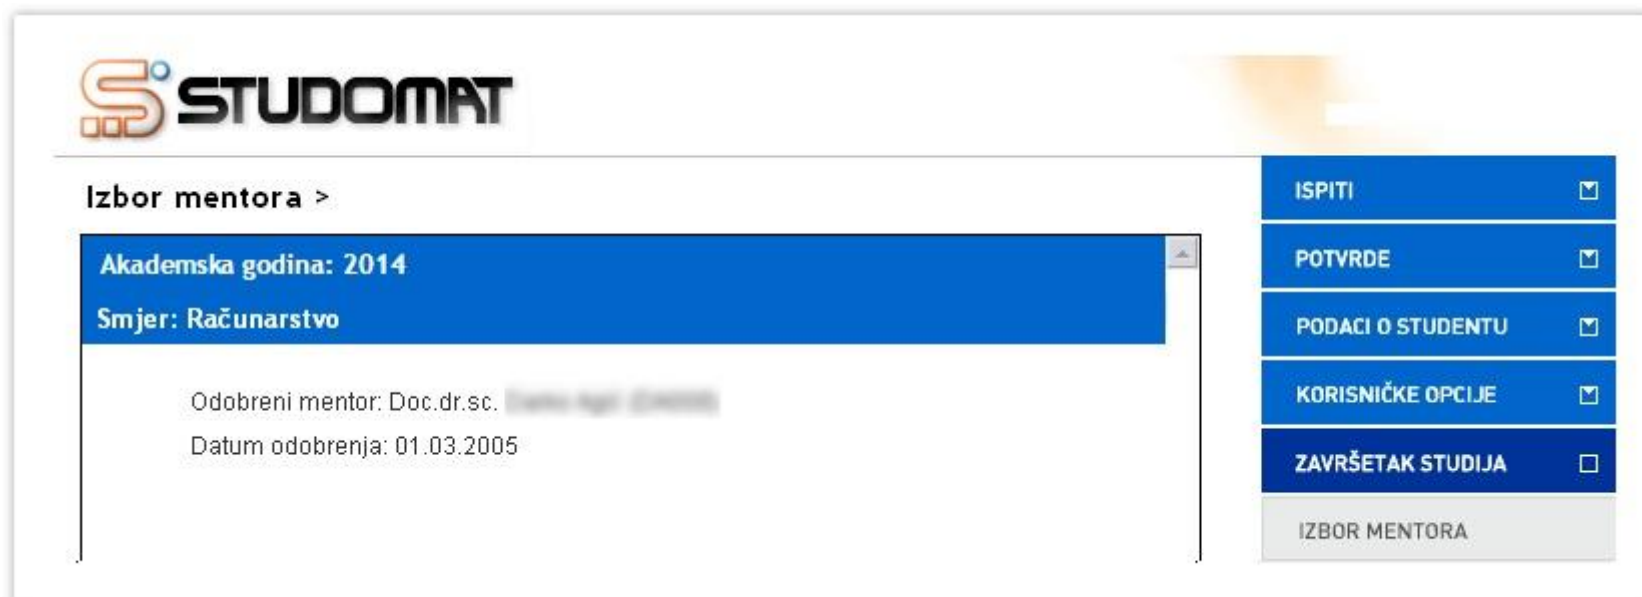 STUDOMAT
Izbor mentora >
Akademska godina: 2014
Smjer: Računarstvo
Odobreni mentor: Doc.dr.sc.
Datum odobrenja: 01.03.2005
ISPITI
POTVRDE
PODACI O STUDENTU
KORISNIČKE OPCIJE
ZAVRŠETAK STUDIJA
IZBOR MENTORA